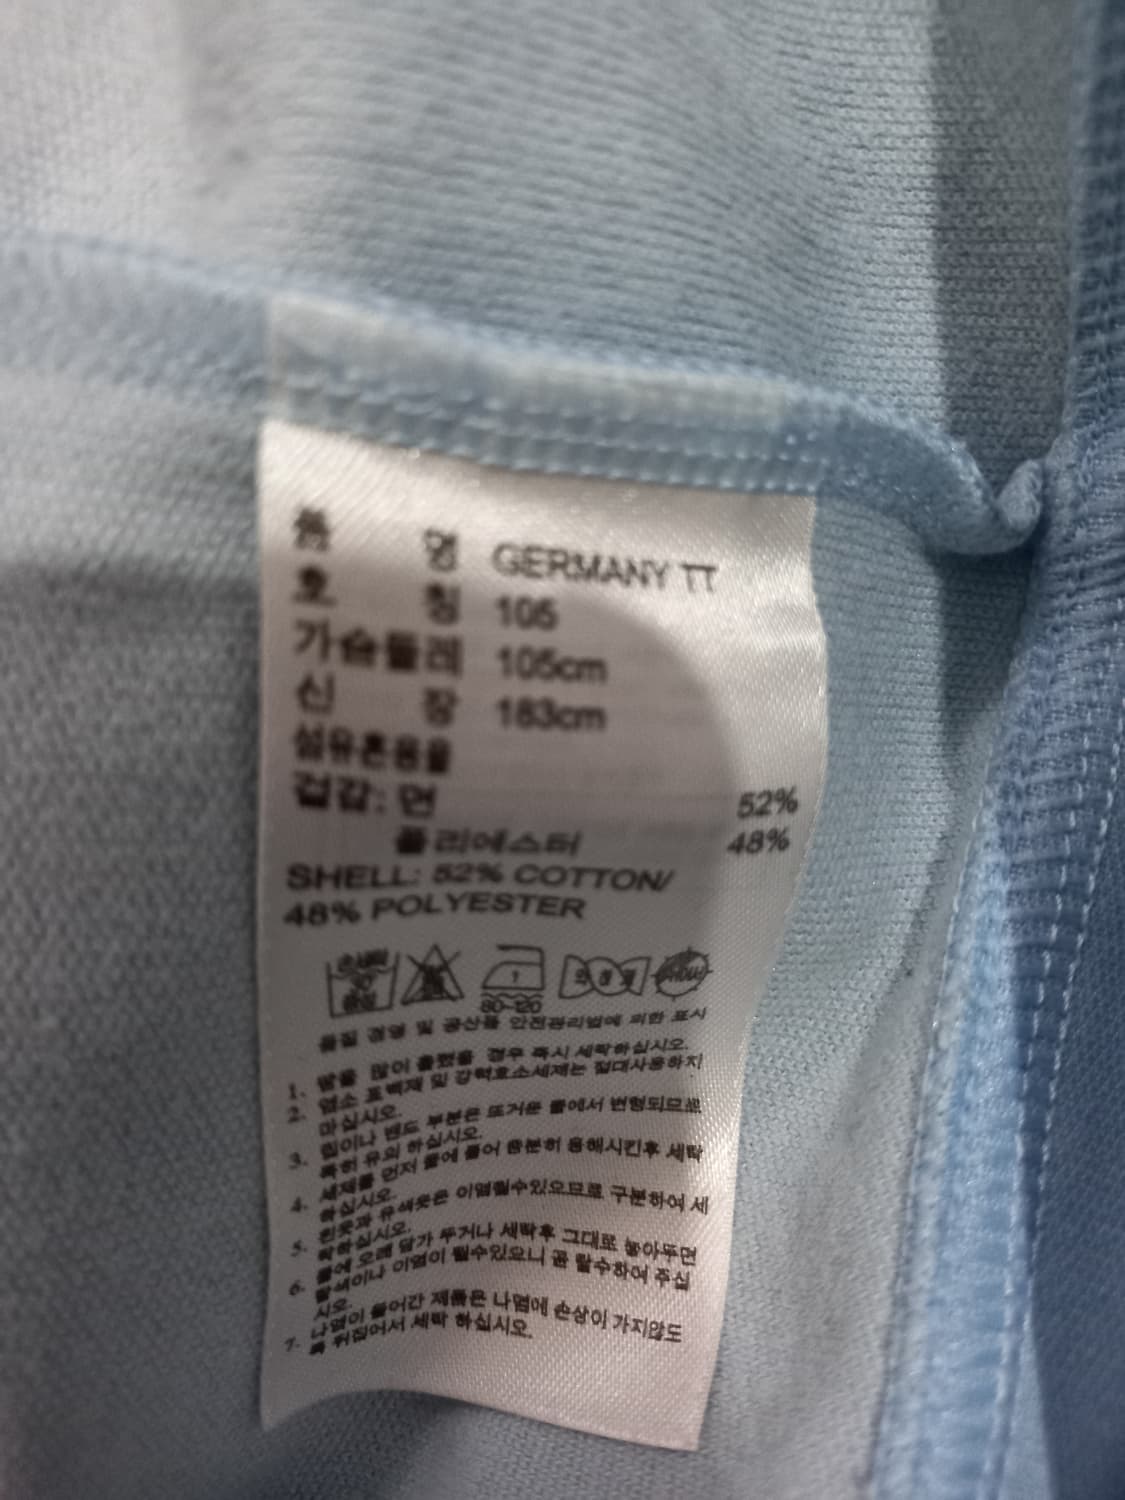 품 명 GERMANY TT
호 칭 105
가슴둘레 105cm
신 장 183cm
섬유혼용율
겉감: 면 52%
폴리에스터 48%
SHELL: 52% COTTON/
48% POLYESTER
80~120
품질 경영 및 공산품 안전관리법에 의한 표시
1. 땀을 많이 흘렸을 경우 즉시 세탁하십시오.
2. 염소 표백제 및 강력효소세제는 절대사용하지
마십시오.
3. 린이나 밴드 부분은 뜨거운 물에서 변형되므로
특히 유의 하십시오.
4. 세제를 먼저 물에 풀어 충분히 용해시킨후 세탁
하십시오.
5. 흰옷과 유색옷은 이염될수있으므로 구분하여 세
탁하십시오.
6. 물에 오래 담가 두거나 세탁후 그대로 놓아두면
탈색이나 이염이 될수있으니 곧 탈수하여 주십
시오.
7. 나염이 들어간 제품은 나염에 손상이 가지않도
록 뒤집어서 세탁 하십시오.